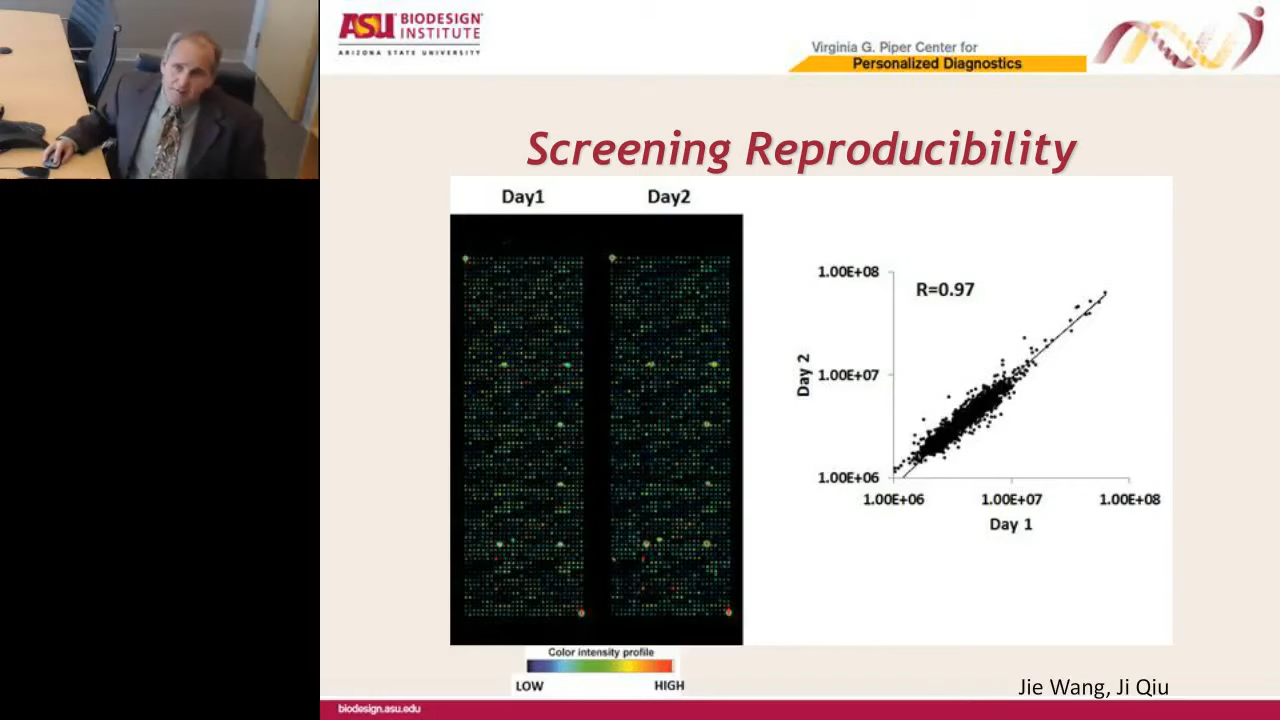 ASU BIODESIGN
INSTITUTE
ARIZONA STATE UNIVERSITY
Virginia G. Piper Center for
Personalized Diagnostics
Screening Reproducibility
Day1 Day2
1.00E+08
R=0.97
Day 2
1.00E+07
1.00E+06
1.00E+06 1.00E+07 1.00E+08
Day 1
Color intensity profile
LOW HIGH
Jie Wang, Ji Qiu
biodesign.asu.edu